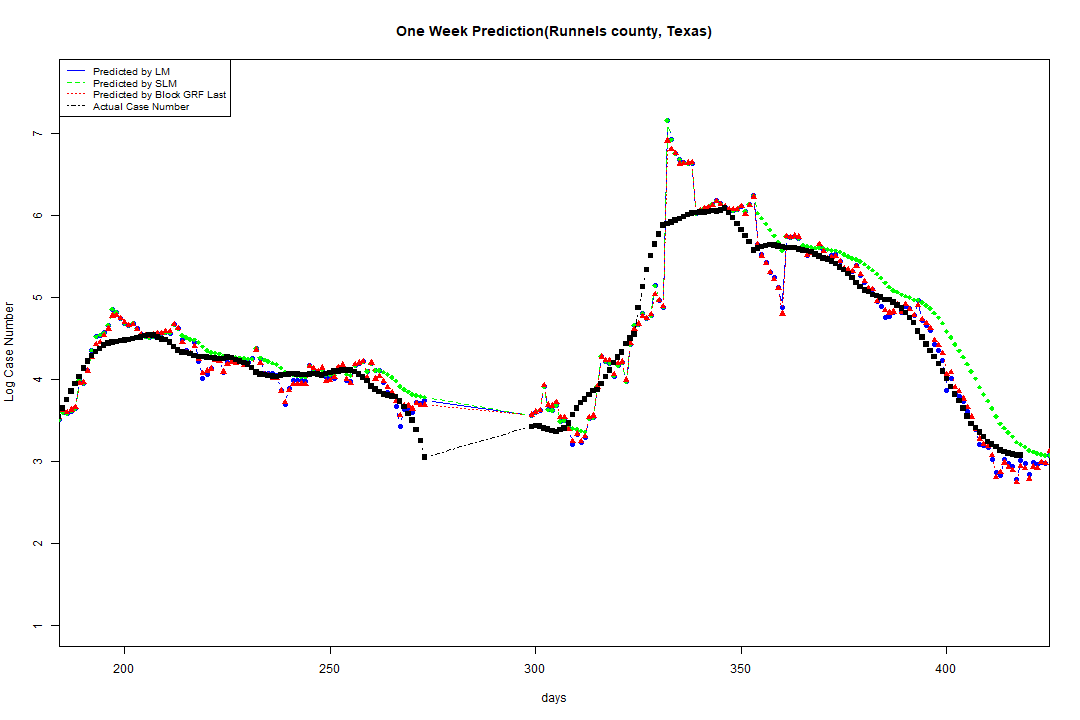 One Week Prediction(Runnels county, Texas)
Predicted by LM
Predicted by SLM
Predicted by Block GRF Last
Actual Case Number
Log Case Number
7
6
5
4
3
2
1
200
250
300
350
400
days